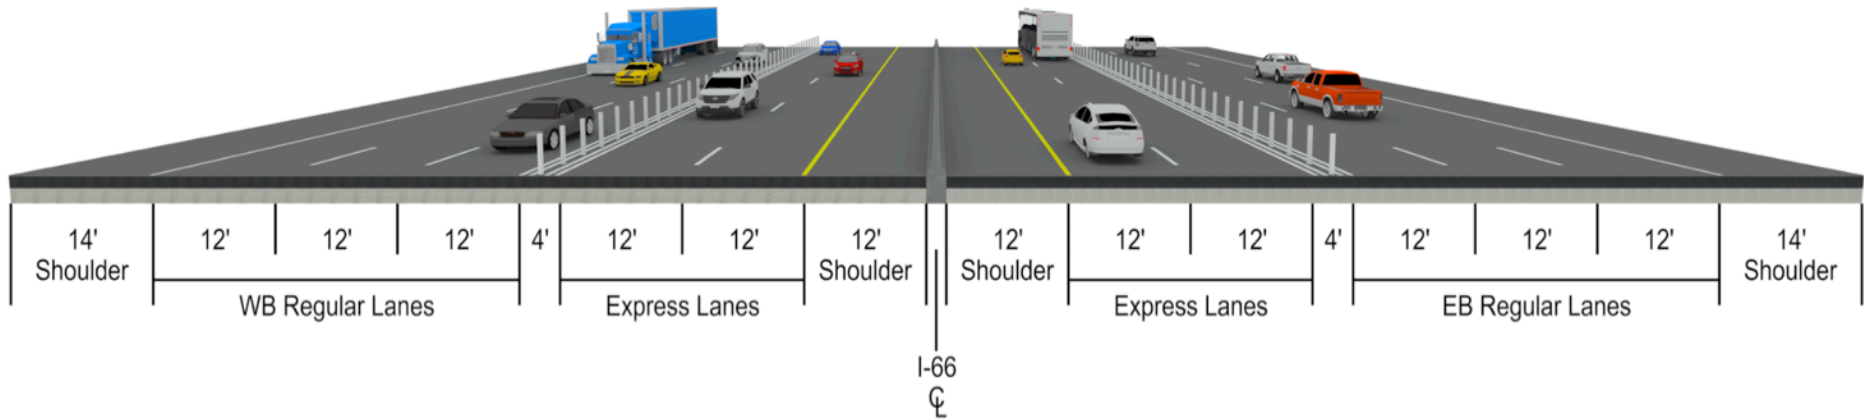 14' 12' 12' 12' 4' 12' 12' 12' 12' 12' 12' 4' 12' 12' 12' 14'
Shoulder Shoulder Shoulder Shoulder
WB Regular Lanes Express Lanes Express Lanes EB Regular Lanes
I-66
℄